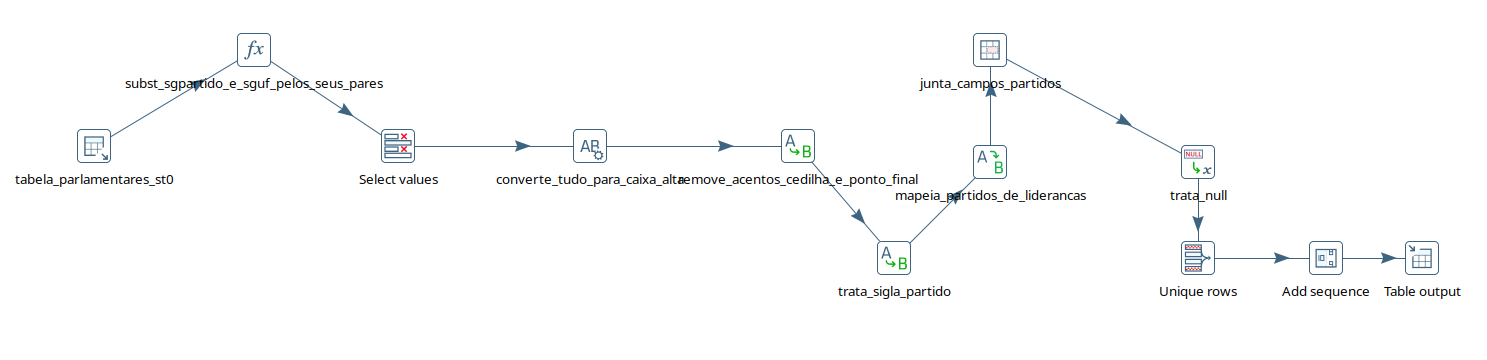 fx
subst_sgpartido_e_sguf_pelos_seus_pares
tabela_parlamentares_st0
Select values
AB
converte_tudo_para_caixa_alta
A
B
remove_acentos_cedilha_e_ponto_final
A
B
trata_sigla_partido
A
B
mapeia_partidos_de_liderancas
junta_campos_partidos
NULL
x
trata_null
Unique rows
Add sequence
Table output